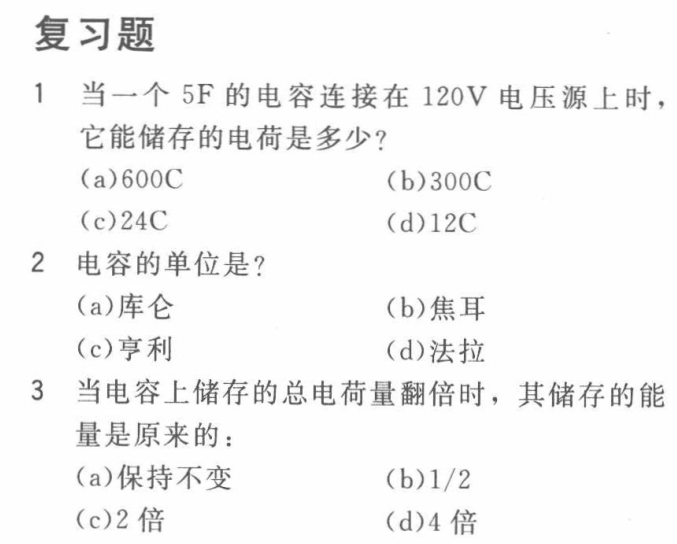 复习题
1 当一个 5F 的电容连接在 120V 电压源上时，
它能储存的电荷是多少？
(a)600C (b)300C
(c)24C (d)12C
2 电容的单位是？
(a)库仑 (b)焦耳
(c)亨利 (d)法拉
3 当电容上储存的总电荷量翻倍时，其储存的能
量是原来的：
(a)保持不变 (b)1/2
(c)2 倍 (d)4 倍